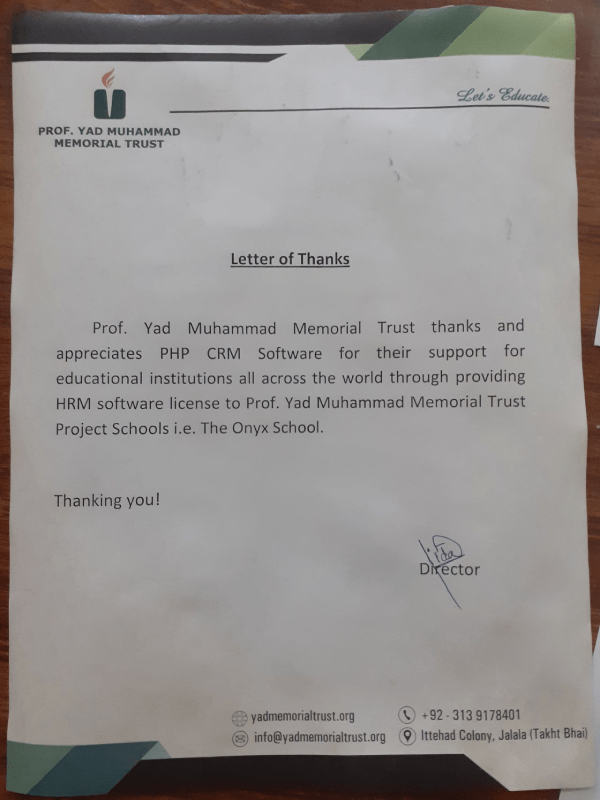 Let's Educate.
PROF. YAD MUHAMMAD
MEMORIAL TRUST
Letter of Thanks
Prof. Yad Muhammad Memorial Trust thanks and
appreciates PHP CRM Software for their support for
educational institutions all across the world through providing
HRM software license to Prof. Yad Muhammad Memorial Trust
Project Schools i.e. The Onyx School.
Thanking you!
Director
yadmemorialtrust.org
+92 - 313 9178401
info@yadmemorialtrust.org
Ittehad Colony, Jalala (Takht Bhai)